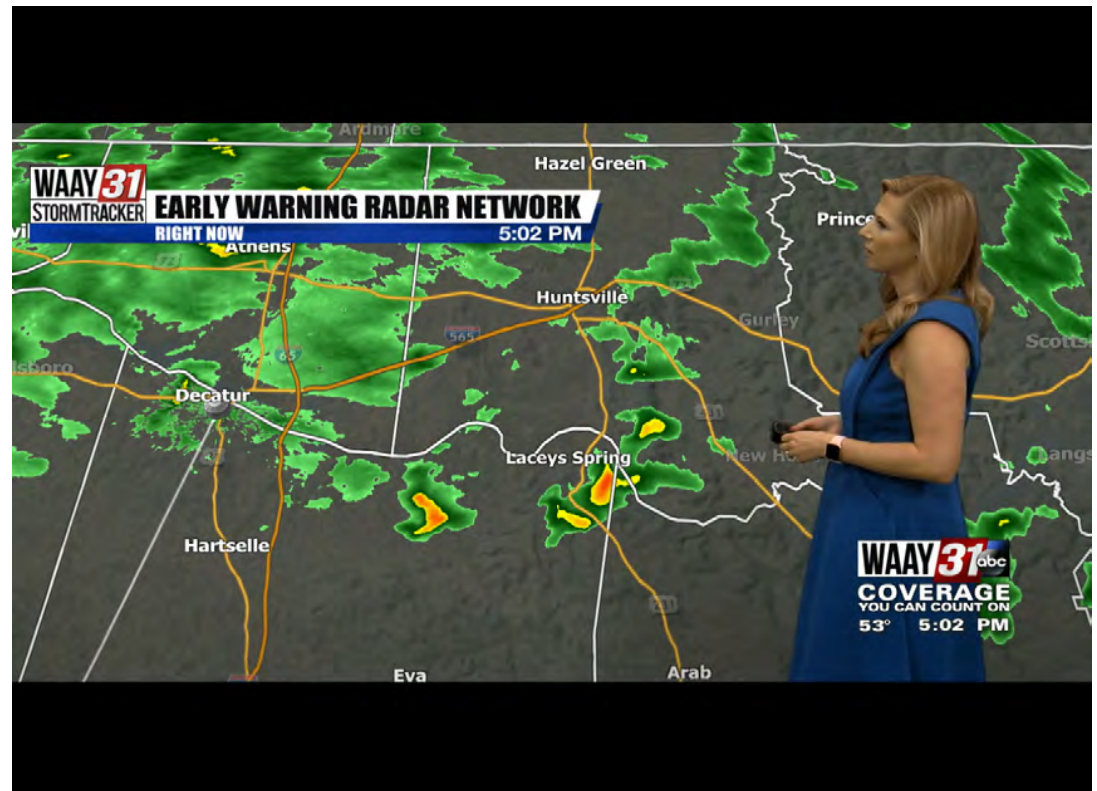 Ardmore
Hazel Green
WAAY 31
STORMTRACKER
EARLY WARNING RADAR NETWORK
RIGHT NOW
5:02 PM
Athens
72
Huntsville
565
Gurley
65
Decatur
Laceys Spring
Hartselle
WAAY 31 abc
COVERAGE
YOU CAN COUNT ON
53° 5:02 PM
Eva
Arab